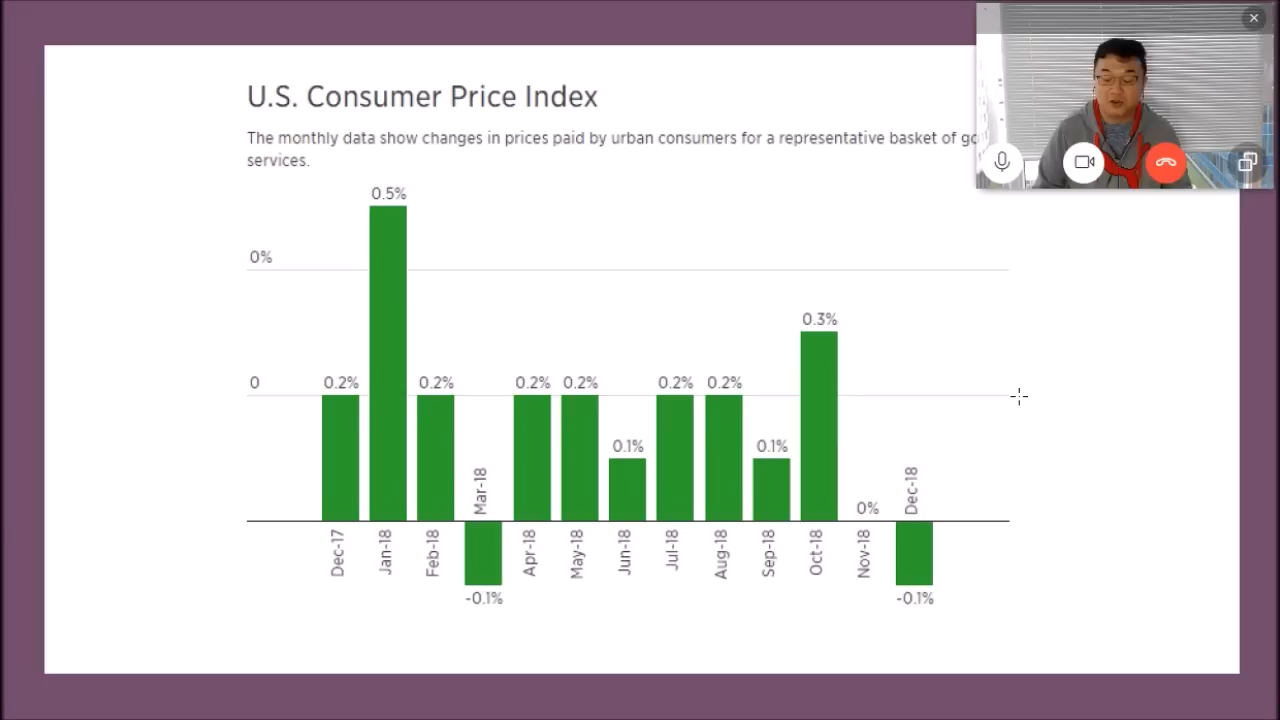 U.S. Consumer Price Index
The monthly data show changes in prices paid by urban consumers for a representative basket of
services.
0.5%
0%
0.3%
0
0.2%
0.2%
0.2%
0.2%
0.2%
0.2%
0.1%
0.1%
Mar-18
0%
Dec-18
Dec-17
Jan-18
Feb-18
Apr-18
May-18
Jun-18
Jul-18
Aug-18
Sep-18
Oct-18
Nov-18
-0.1%
-0.1%